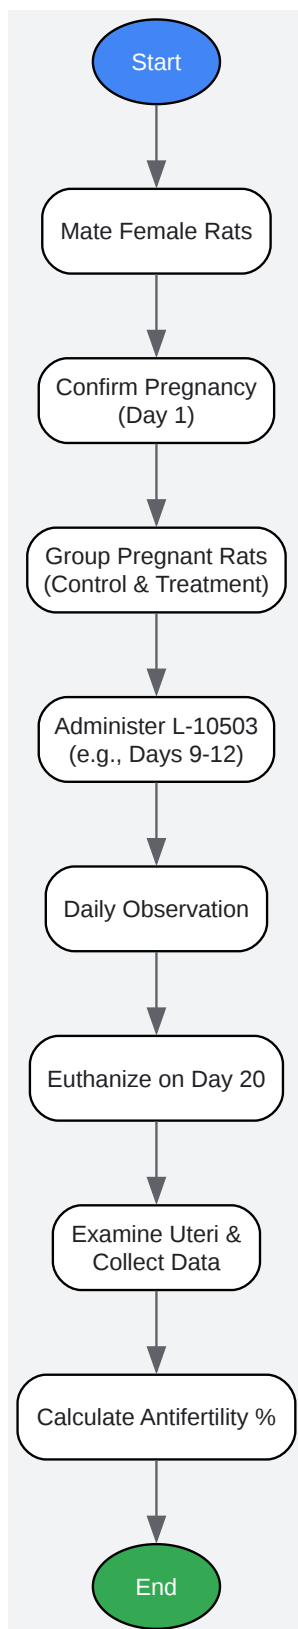 Start
Mate Female Rats
Confirm Pregnancy
(Day 1)
Group Pregnant Rats
(Control & Treatment)
Administer L-10503
(e.g., Days 9-12)
Daily Observation
Euthanize on Day 20
Examine Uteri &
Collect Data
Calculate Antifertility %
End